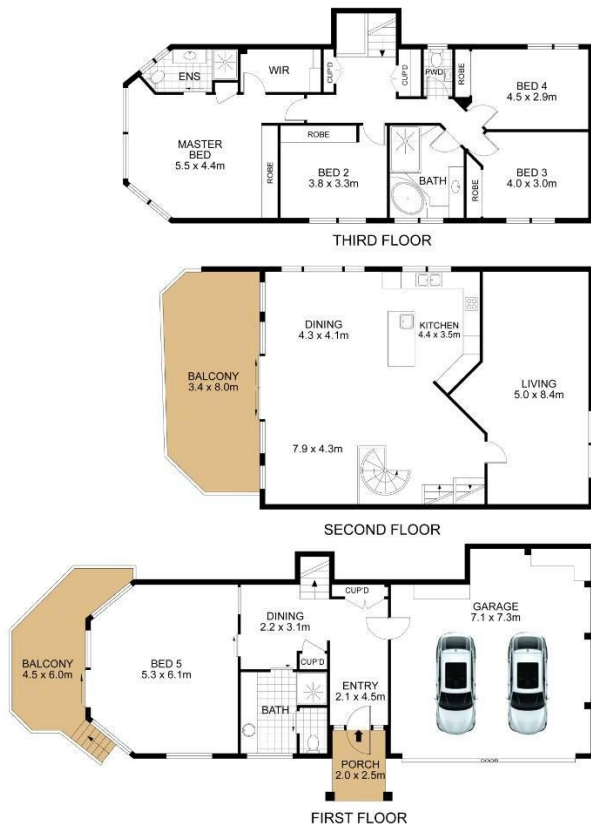 ENS
WIR
CUP'D
CUP'D
PWD
ROBE
BED 4
4.5 x 2.9m
MASTER
BED
5.5 x 4.4m
ROBE
ROBE
BED 2
3.8 x 3.3m
BATH
ROBE
BED 3
4.0 x 3.0m
THIRD FLOOR
BALCONY
3.4 x 8.0m
DINING
4.3 x 4.1m
KITCHEN
4.4 x 3.5m
LIVING
5.0 x 8.4m
7.9 x 4.3m
SECOND FLOOR
BALCONY
4.5 x 6.0m
BED 5
5.3 x 6.1m
DINING
2.2 x 3.1m
CUP'D
CUP'D
BATH
ENTRY
2.1 x 4.5m
GARAGE
7.1 x 7.3m
PORCH
2.0 x 2.5m
DOOR
FIRST FLOOR